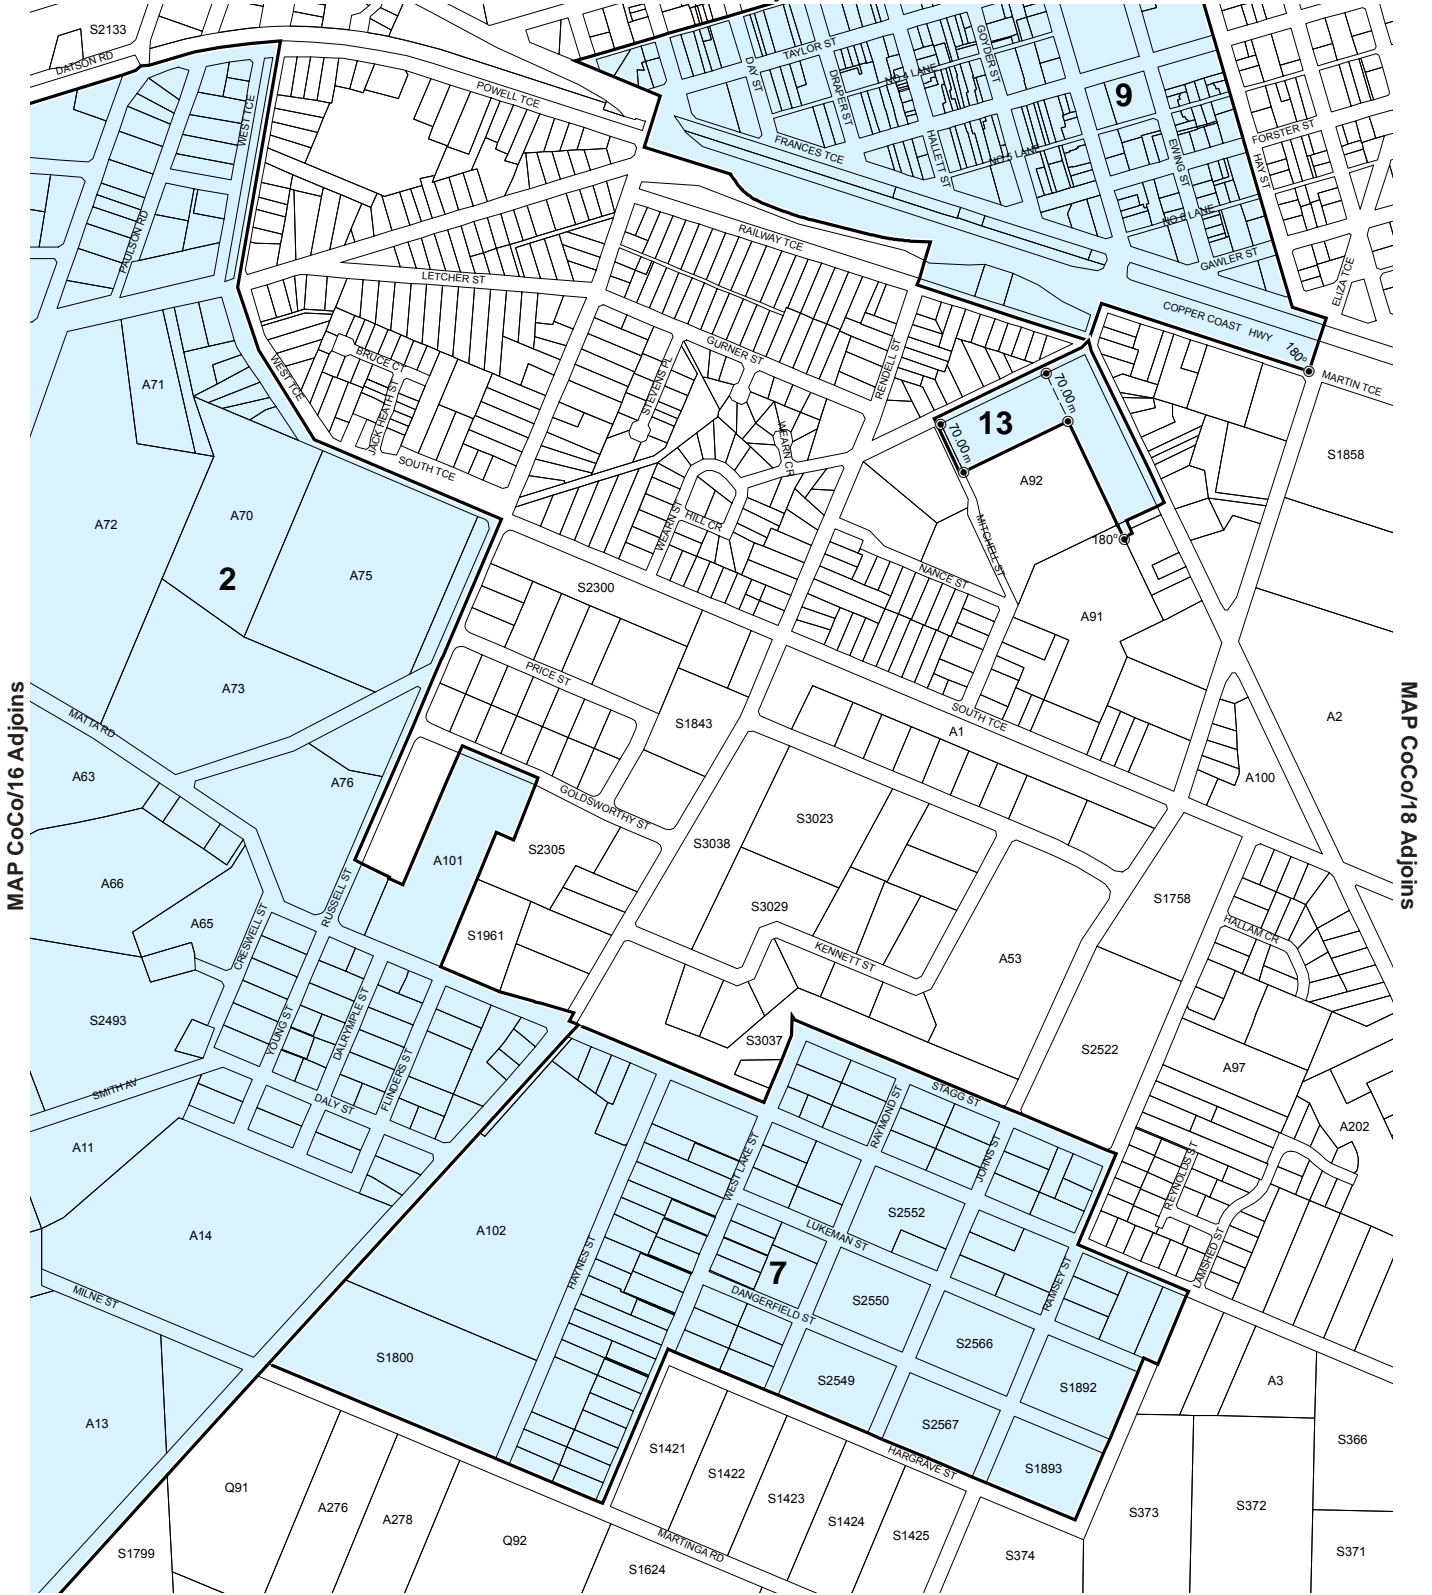 S2133
DATSON RD
POWELL TCE
WEST TCE
TAYLOR ST
DAY ST
DRAPER ST
GOYDER ST
9
FRANCES TCE
HALLETT ST
NO 5 LANE
EWING ST
FORSTER ST
HAY ST
NO 6 LANE
GAWLER ST
ELIZA TCE
PAULSON RD
RAILWAY TCE
LETCHER ST
COPPER COAST HWY
180°
MARTIN TCE
GURNER ST
RENDELL ST
BRUCE CT
WEST TCE
JACK HEATH ST
STEVENS PL
WEARN CR
A71
SOUTH TCE
70.00m
13
70.00m
A92
S1858
A72
A70
WEARN ST
HILL CR
MITCHELL ST
180°
2
A75
S2300
NANCE ST
A91
A73
PRICE ST
MATTA RD
S1843
SOUTH TCE
A1
A2
MAP CoCo/16 Adjoins
MAP CoCo/18 Adjoins
A63
A76
GOLDSWORTHY ST
A100
S3023
S3038
A101
S2305
A66
RUSSELL ST
S1758
A65
S3029
HALLAM CR
CRESWELL ST
S1961
KENNETT ST
A53
S2493
YOUNG ST
DALRYMPLE ST
S3037
S2522
FLINDERS ST
A97
SMITH AV
DALY ST
STAGG ST
RAYMOND ST
A202
A11
JOHNS ST
WEST LAKE ST
REYNOLDS ST
S2552
A14
A102
LUKEMAN ST
HAYNES ST
7
RAMSEY ST
LAMSHED ST
MILNE ST
DANGERFIELD ST
S2550
S2566
S1800
S2549
S1892
A3
A13
S2567
S1421
HARGRAVE ST
S1893
S366
S1422
Q91
S1423
A276
A278
S1424
S1425
S373
S372
Q92
MARTINGA RD
S1799
S1624
S374
S371